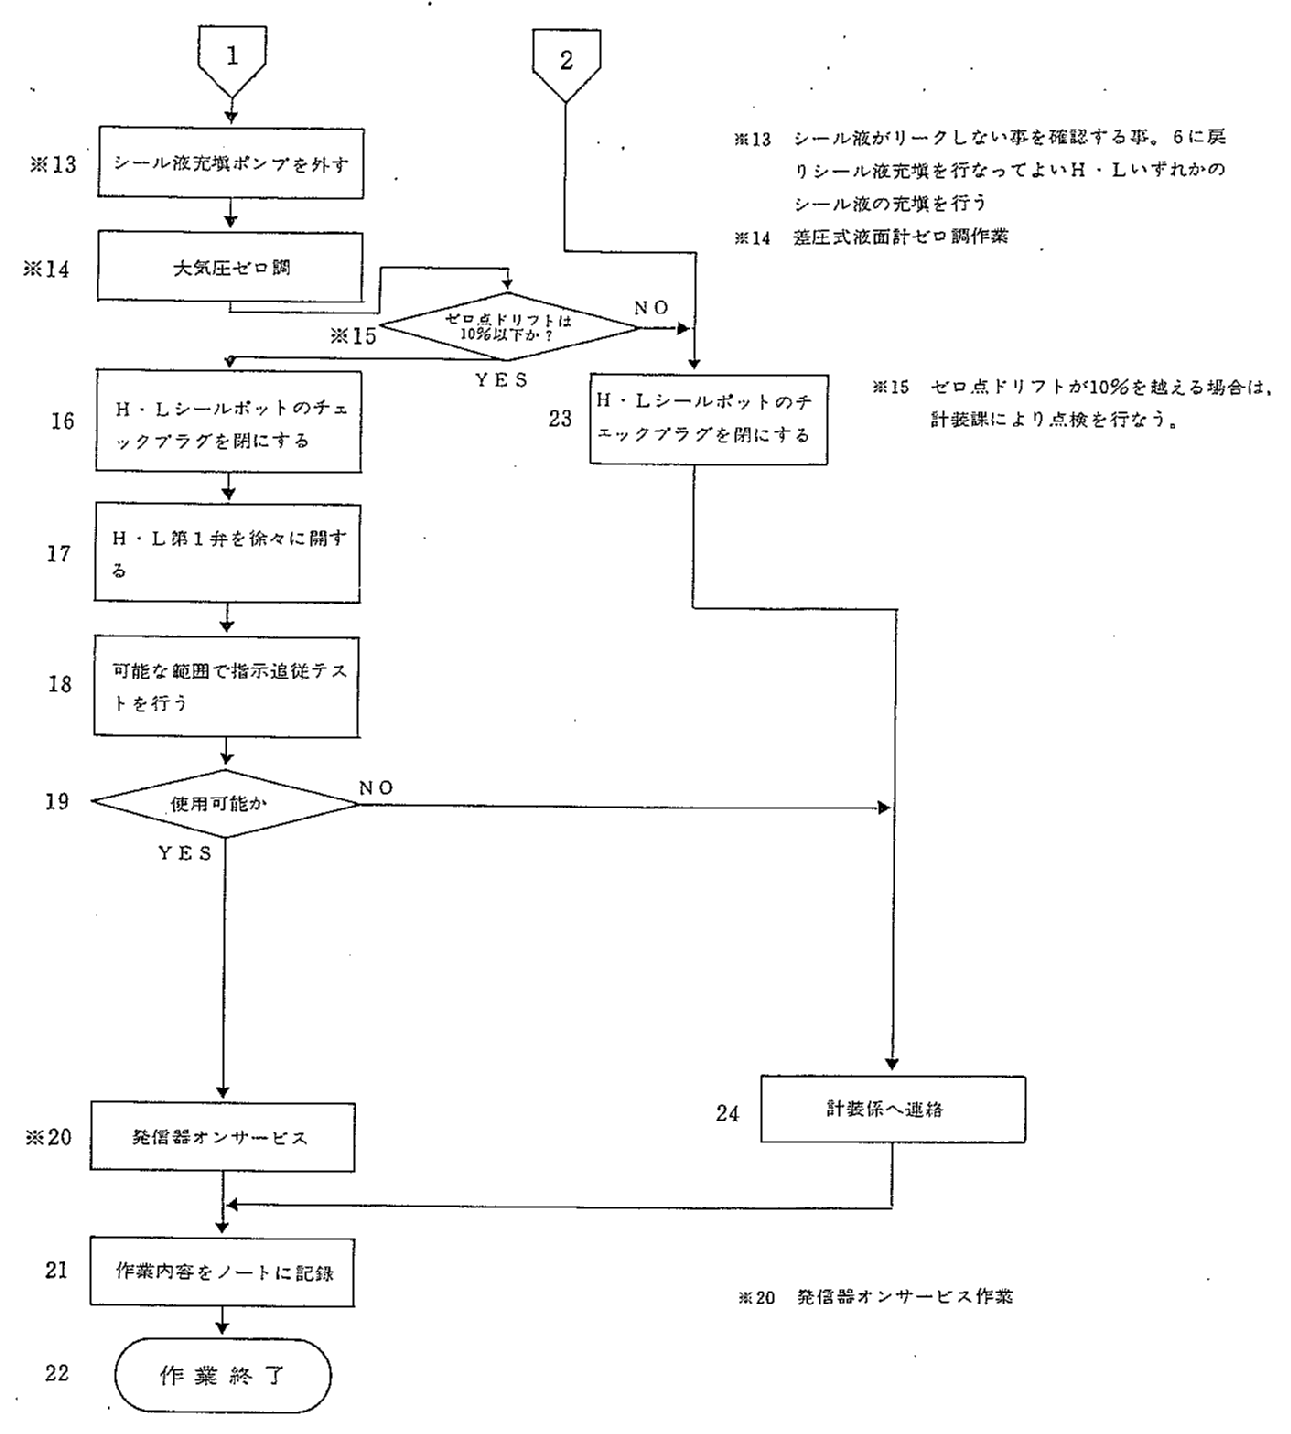 1
2
※13 シール液充塡ポンプを外す
※13 シール液がリークしない事を確認する事。6に戻
りシール液充塡を行なってよいH・Lいずれかの
シール液の充塡を行う
※14 差圧式液面計ゼロ調作業
※14 大気圧ゼロ調
※15 ゼロ点ドリフトは
10%以下か?
NO
YES
※15 ゼロ点ドリフトが10%を越える場合は,
計装課により点検を行なう。
16 H・Lシールポットのチェ
ックプラグを閉にする
23 H・Lシールポットのチ
ェックプラグを閉にする
17 H・L第1弁を徐々に開す
る
18 可能な範囲で指示追従テス
トを行う
19 使用可能か
NO
YES
24 計装係へ連絡
※20 発信器オンサービス
21 作業内容をノートに記録
※20 発信器オンサービス作業
22 作業終了